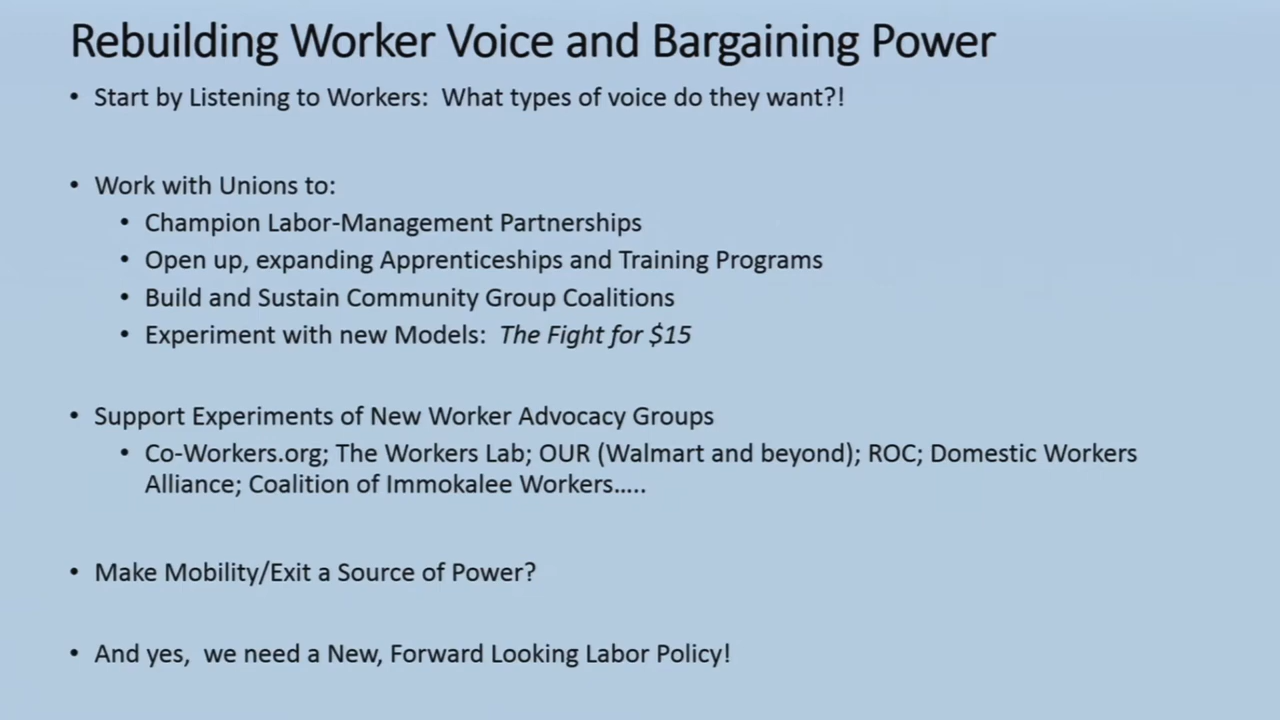 Rebuilding Worker Voice and Bargaining Power
• Start by Listening to Workers:  What types of voice do they want?!
• Work with Unions to:
• Champion Labor-Management Partnerships
• Open up, expanding Apprenticeships and Training Programs
• Build and Sustain Community Group Coalitions
• Experiment with new Models:  The Fight for $15
• Support Experiments of New Worker Advocacy Groups
• Co-Workers.org; The Workers Lab; OUR (Walmart and beyond); ROC; Domestic Workers
Alliance; Coalition of Immokalee Workers…..
• Make Mobility/Exit a Source of Power?
• And yes,  we need a New, Forward Looking Labor Policy!